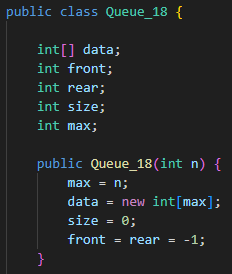 public class Queue_18 {
int[] data;
int front;
int rear;
int size;
int max;
public Queue_18(int n) {
max = n;
data = new int[max];
size = 0;
front = rear = -1;
}